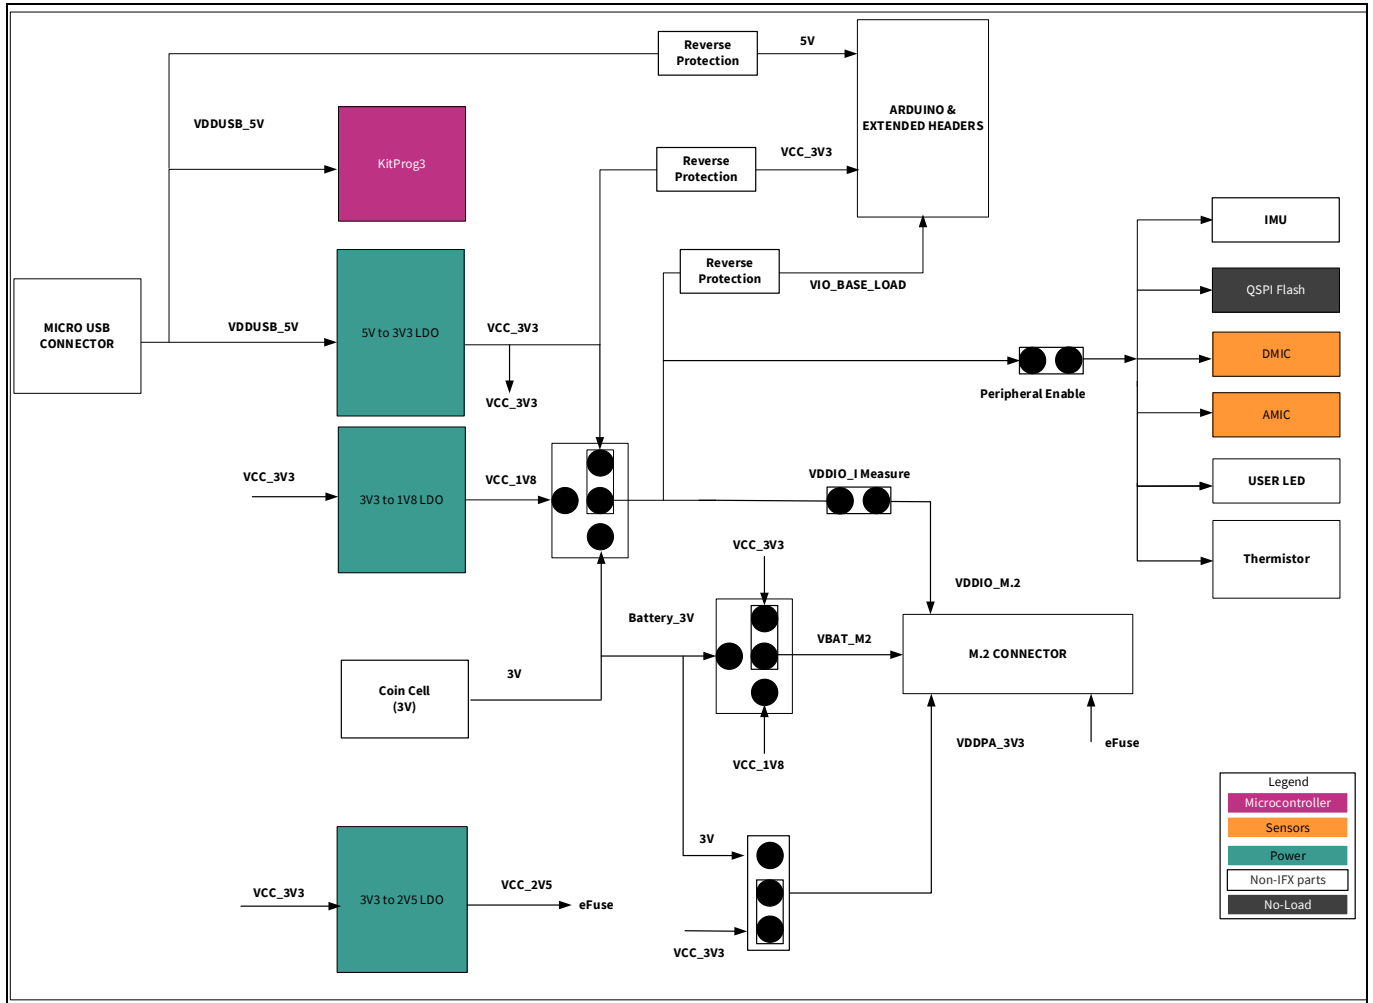 Reverse
Protection
5V
ARDUINO &
EXTENDED HEADERS
VDDUSB_5V
KitProg3
Reverse
Protection
VCC_3V3
IMU
Reverse
Protection
VIO_BASE_LOAD
QSPI Flash
MICRO USB
CONNECTOR
VDDUSB_5V
5V to 3V3 LDO
VCC_3V3
VCC_3V3
DMIC
Peripheral Enable
AMIC
VCC_3V3
3V3 to 1V8 LDO
VCC_1V8
VDDIO_I Measure
USER LED
VCC_3V3
Thermistor
VDDIO_M.2
Battery_3V
VBAT_M2
M.2 CONNECTOR
Coin Cell
(3V)
3V
VCC_1V8
VDDPA_3V3
eFuse
Legend
Microcontroller
Sensors
Power
Non-IFX parts
No-Load
3V
VCC_3V3
3V3 to 2V5 LDO
VCC_2V5
eFuse
VCC_3V3